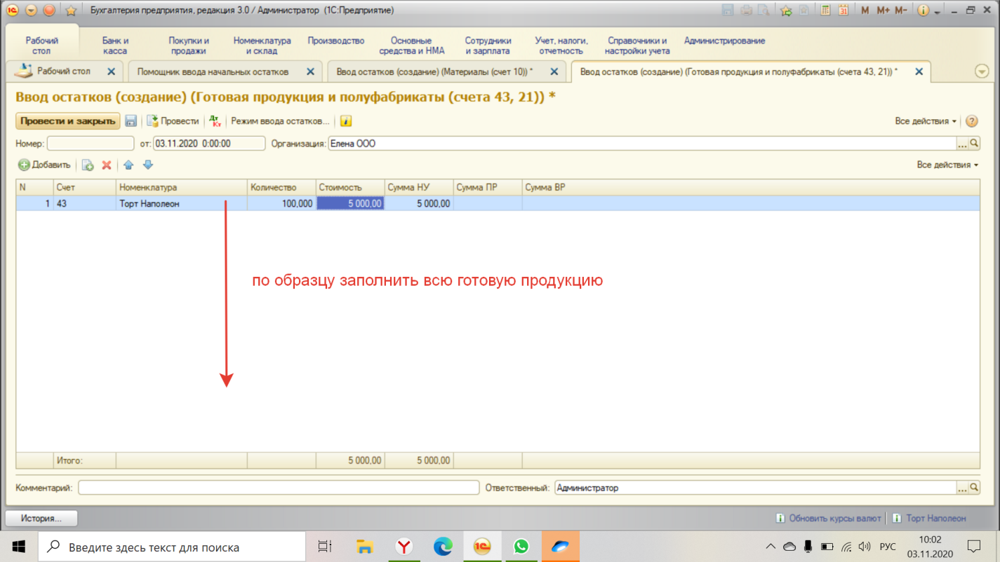 Бухгалтерия предприятия, редакция 3.0 / Администратор (1С:Предприятие)
31 M M+ M-
Рабочий стол
Банк и касса
Покупки и продажи
Номенклатура и склад
Производство
Основные средства и НМА
Сотрудники и зарплата
Учет, налоги, отчетность
Справочники и настройки учета
Администрирование
Рабочий стол
Помощник ввода начальных остатков
Ввод остатков (создание) (Материалы (счет 10)) *
Ввод остатков (создание) (Готовая продукция и полуфабрикаты (счета 43, 21)) *
Ввод остатков (создание) (Готовая продукция и полуфабрикаты (счета 43, 21)) *
Провести и закрыть Провести Дт Кт Режим ввода остатков... Все действия
Номер: от: 03.11.2020 0:00:00 Организация: Елена ООО
Добавить Все действия
N Счет Номенклатура Количество Стоимость Сумма НУ Сумма ПР Сумма ВР
1 43 Торт Наполеон 100,000 5 000,00 5 000,00
по образцу заполнить всю готовую продукцию
Итого: 5 000,00 5 000,00
Комментарий: Ответственный: Администратор
История... Обновить курсы валют Торт Наполеон
Введите здесь текст для поиска
РУС
10:02
03.11.2020